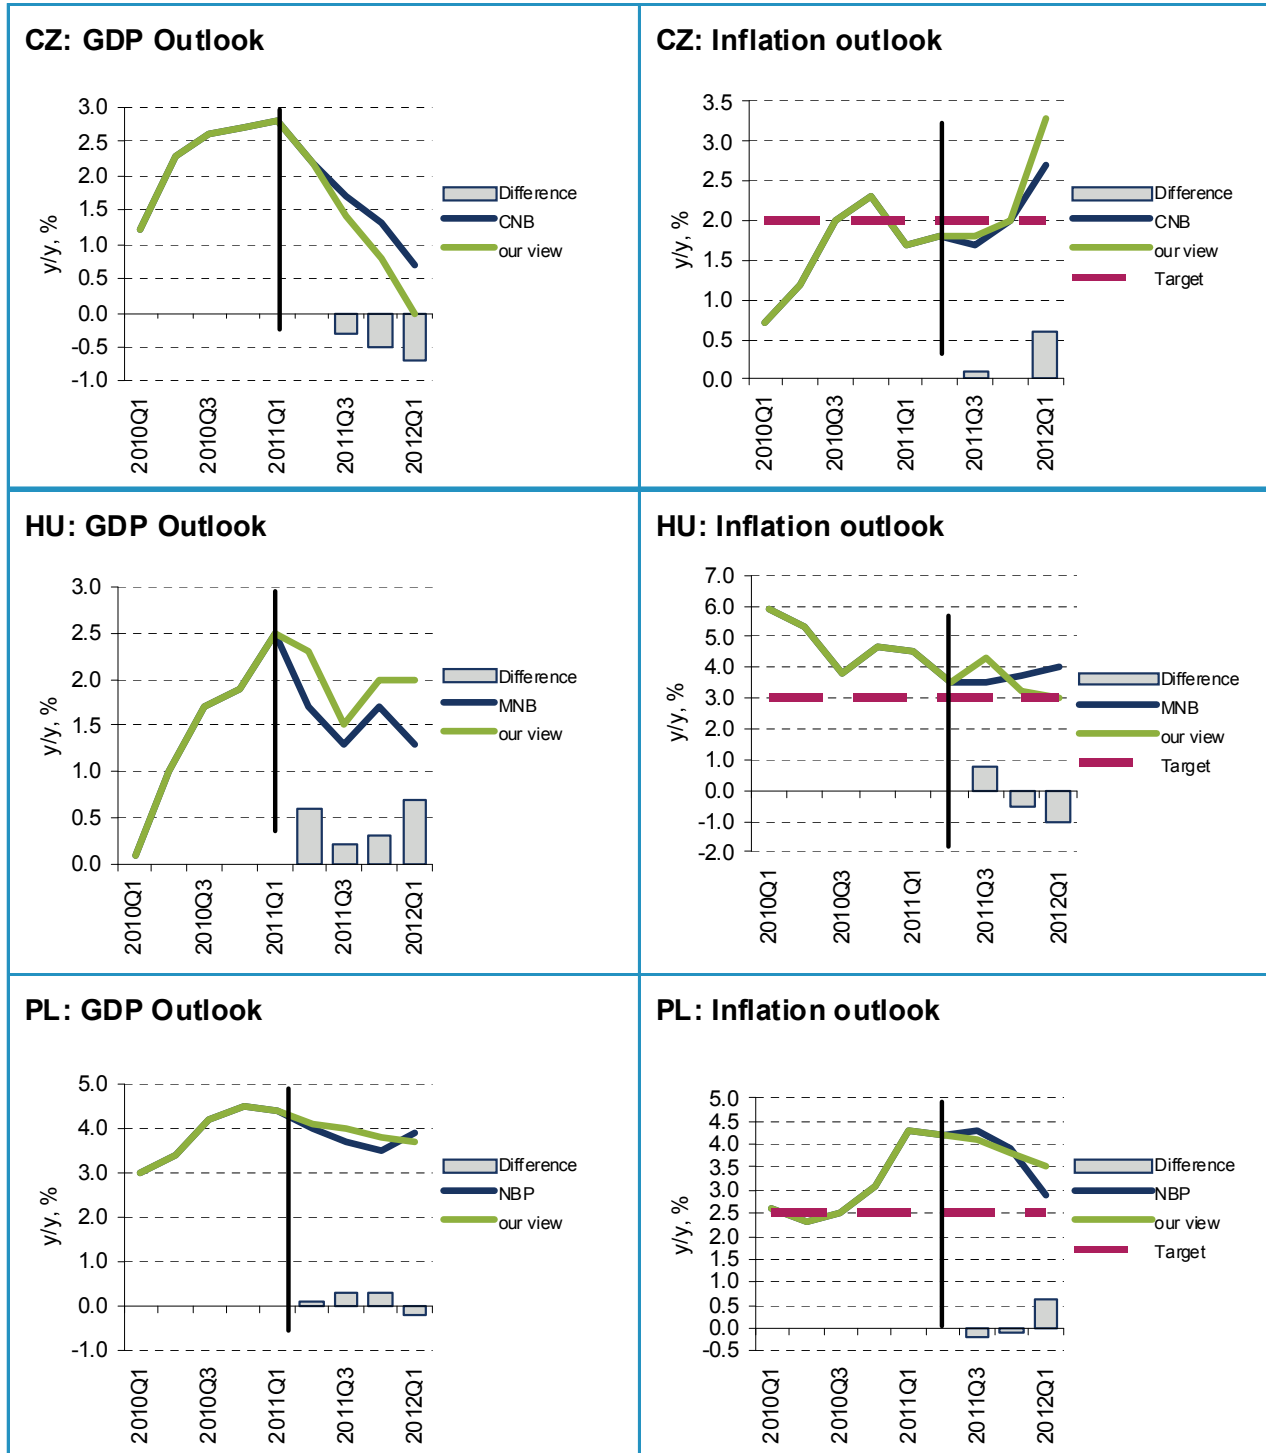 CZ: GDP Outlook
y/y, %
3.0
2.5
2.0
1.5
1.0
0.5
0.0
-0.5
-1.0
2010Q1
2010Q3
2011Q1
2011Q3
2012Q1
Difference
CNB
our view
CZ: Inflation outlook
y/y, %
3.5
3.0
2.5
2.0
1.5
1.0
0.5
0.0
2010Q1
2010Q3
2011Q1
2011Q3
2012Q1
Difference
CNB
our view
Target
HU: GDP Outlook
y/y, %
3.0
2.5
2.0
1.5
1.0
0.5
0.0
2010Q1
2010Q3
2011Q1
2011Q3
2012Q1
Difference
MNB
our view
HU: Inflation outlook
y/y, %
7.0
6.0
5.0
4.0
3.0
2.0
1.0
0.0
-1.0
-2.0
2010Q1
2010Q3
2011Q1
2011Q3
2012Q1
Difference
MNB
our view
Target
PL: GDP Outlook
y/y, %
5.0
4.0
3.0
2.0
1.0
0.0
-1.0
2010Q1
2010Q3
2011Q1
2011Q3
2012Q1
Difference
NBP
our view
PL: Inflation outlook
y/y, %
5.0
4.5
4.0
3.5
3.0
2.5
2.0
1.5
1.0
0.5
0.0
-0.5
2010Q1
2010Q3
2011Q1
2011Q3
2012Q1
Difference
NBP
our view
Target